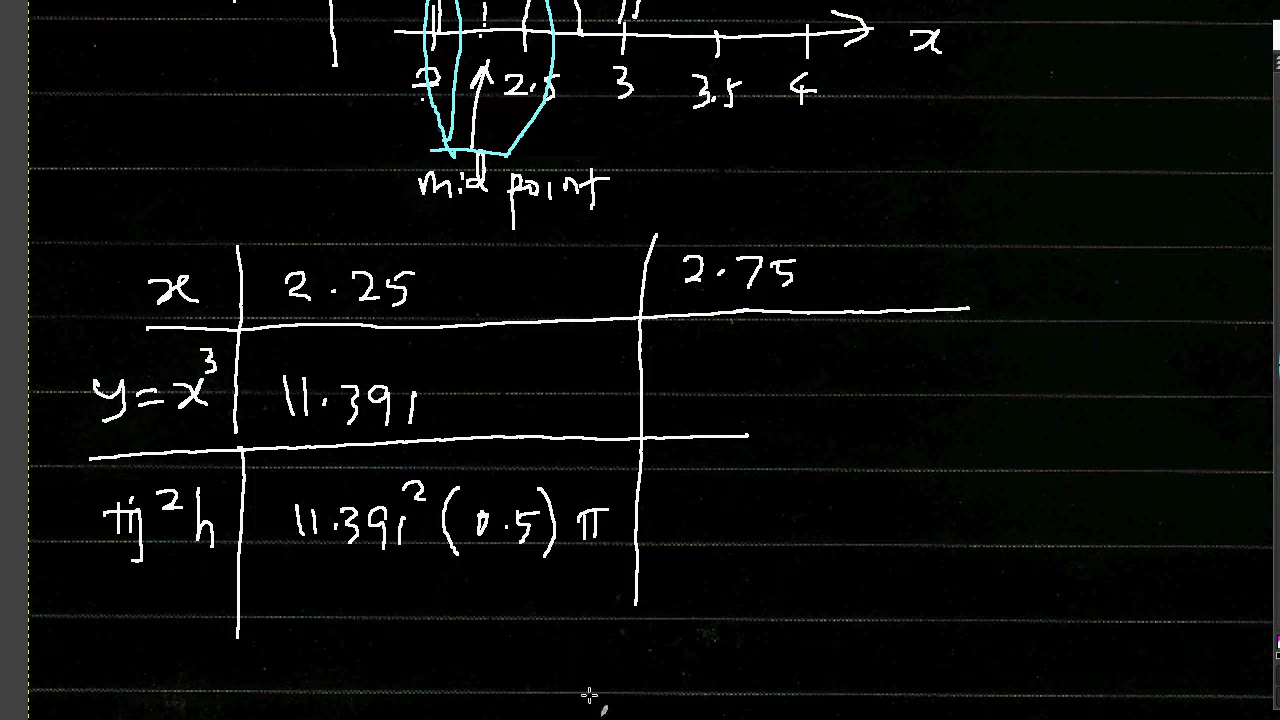 x
2 2.5 3 3.5 4
mid point
x 2.25 2.75
y=x³ 11.391
πy²h 11.391²(0.5)π